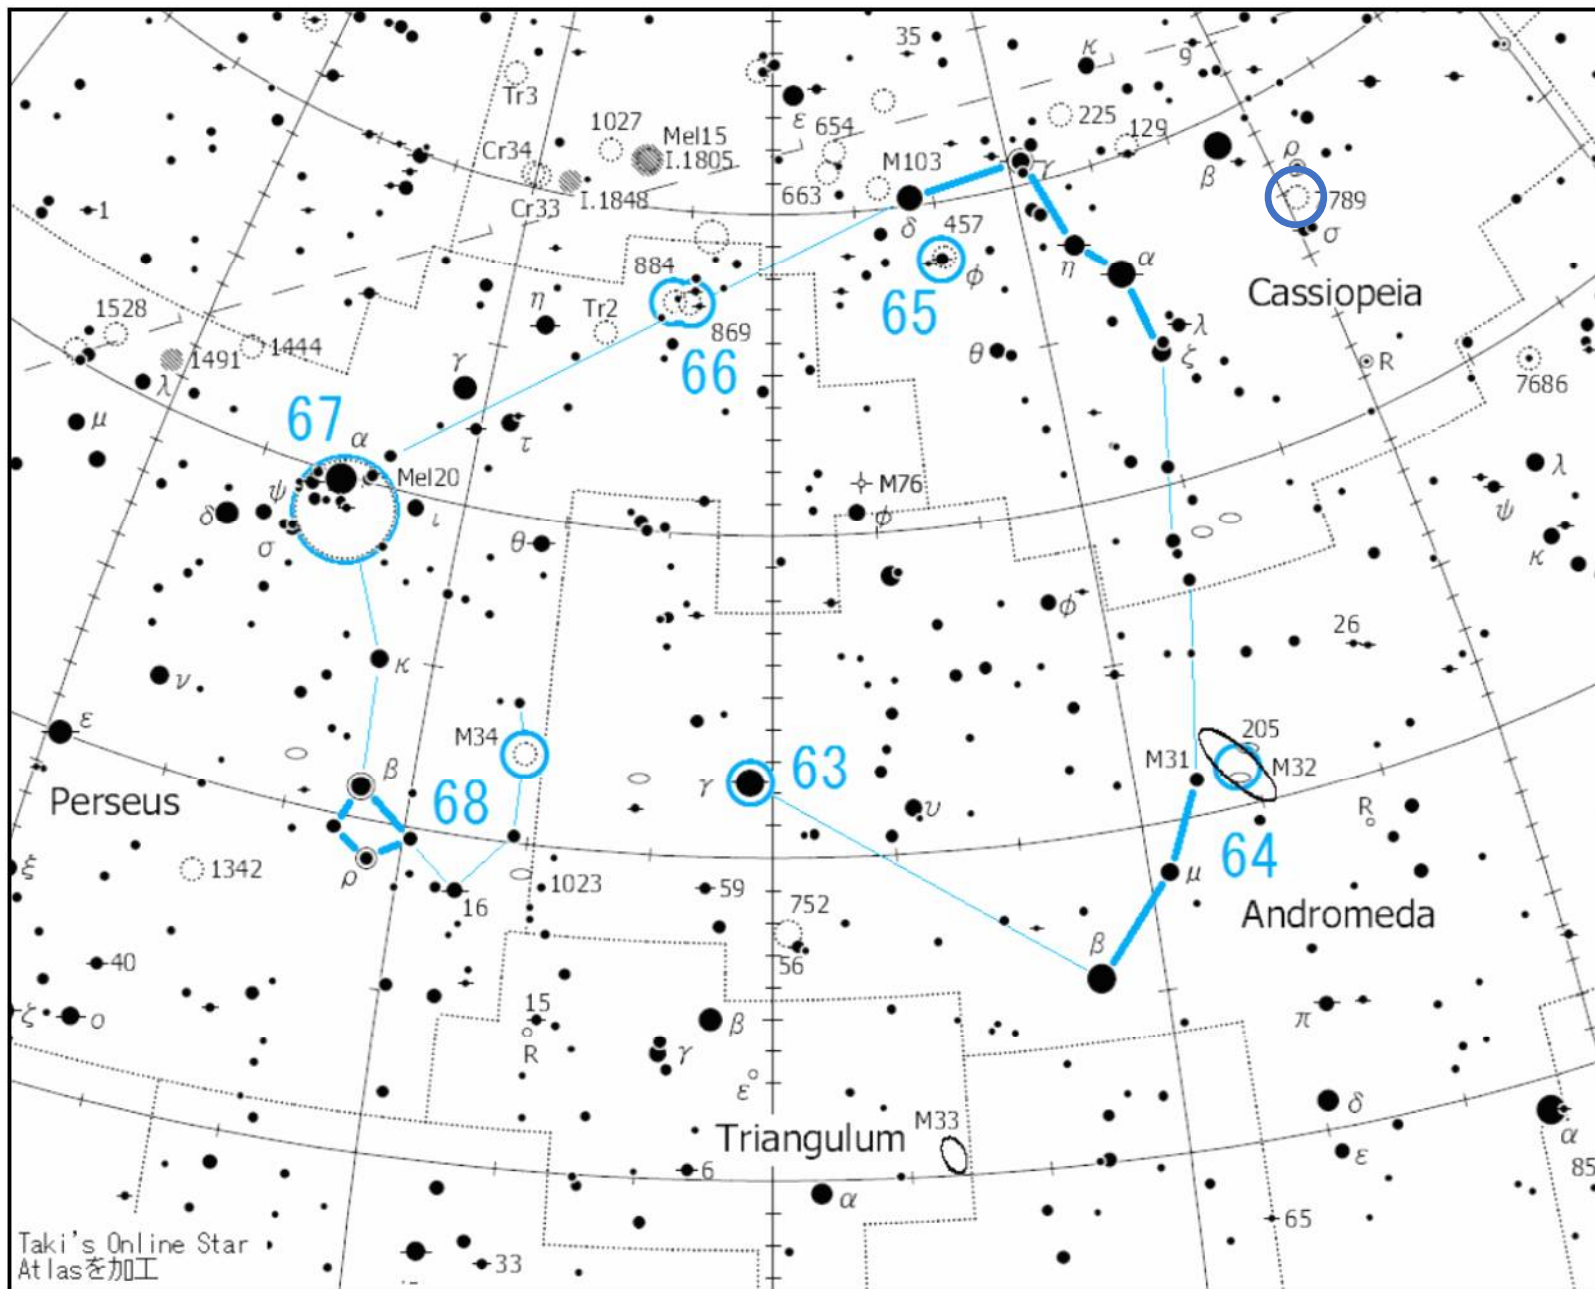 35
κ
9
Tr3
ε
654
225
129
1027
Mel15
I.1805
Cr34
Cr33
I.1848
M103
663
γ
β
ρ
7789
σ
1
δ
457
φ
η
α
65
Cassiopeia
884
869
66
η
Tr2
1528
1491
1444
λ
μ
γ
τ
θ
λ
ζ
R
7686
67
α
Mel20
ψ
δ
σ
ι
θ
M76
φ
λ
ψ
κ
φ
26
ν
κ
ε
M34
β
68
Perseus
γ
63
υ
M31
205
M32
R
64
μ
Andromeda
ξ
1342
ρ
16
1023
59
752
56
β
40
ζ
ο
15
R
β
γ
ε
π
δ
α
Triangulum
M33
6
α
ε
85
65
33
Taki's Online Star
Atlasを加工